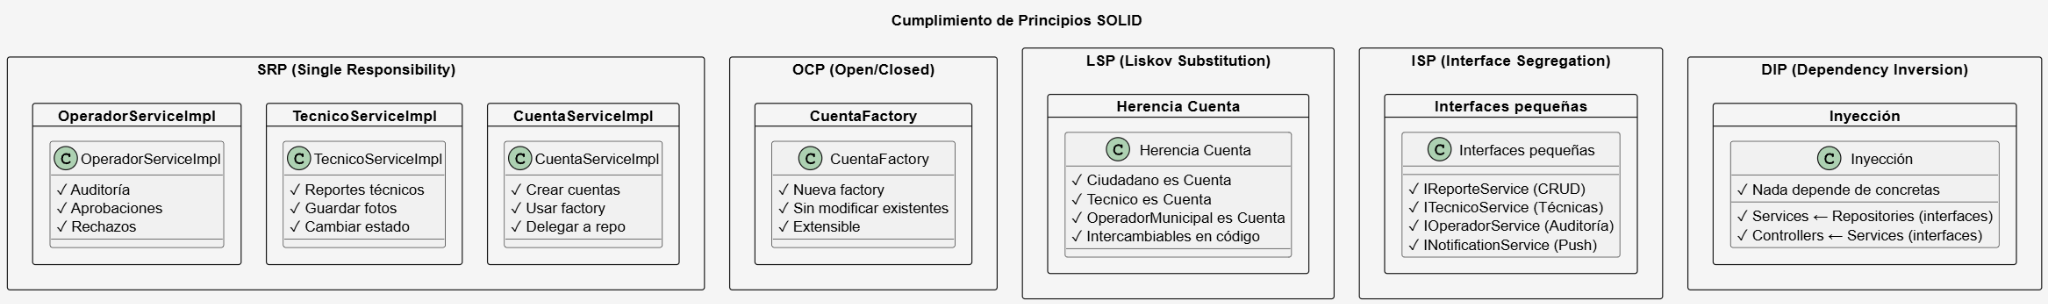 Cumplimiento de Principios SOLID
SRP (Single Responsibility)
OperadorServiceImpl
C OperadorServiceImpl
✓ Auditoría
✓ Aprobaciones
✓ Rechazos
TecnicoServiceImpl
C TecnicoServiceImpl
✓ Reportes técnicos
✓ Guardar fotos
✓ Cambiar estado
CuentaServiceImpl
C CuentaServiceImpl
✓ Crear cuentas
✓ Usar factory
✓ Delegar a repo
OCP (Open/Closed)
CuentaFactory
C CuentaFactory
✓ Nueva factory
✓ Sin modificar existentes
✓ Extensible
LSP (Liskov Substitution)
Herencia Cuenta
C Herencia Cuenta
✓ Ciudadano es Cuenta
✓ Tecnico es Cuenta
✓ OperadorMunicipal es Cuenta
✓ Intercambiables en código
ISP (Interface Segregation)
Interfaces pequeñas
C Interfaces pequeñas
✓ IReporteService (CRUD)
✓ ITecnicoService (Técnicas)
✓ IOperadorService (Auditoría)
✓ INotificationService (Push)
DIP (Dependency Inversion)
Inyección
C Inyección
✓ Nada depende de concretas
✓ Services ← Repositories (interfaces)
✓ Controllers ← Services (interfaces)